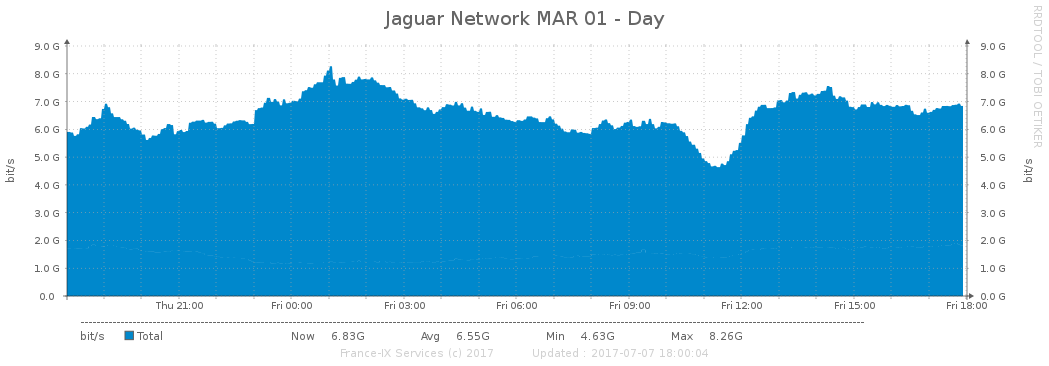 Jaguar Network MAR 01 - Day
RRDTOOL / TOBI OETIKER
bit/s
9.0 G 9.0 G
8.0 G 8.0 G
7.0 G 7.0 G
6.0 G 6.0 G
5.0 G 5.0 G
4.0 G 4.0 G
3.0 G 3.0 G
2.0 G 2.0 G
1.0 G 1.0 G
0.0 0.0 G
bit/s
Thu 21:00 Fri 00:00 Fri 03:00 Fri 06:00 Fri 09:00 Fri 12:00 Fri 15:00 Fri 18:00
bit/s Total Now 6.83G Avg 6.55G Min 4.63G Max 8.26G
France-IX Services (c) 2017 Updated : 2017-07-07 18:00:04